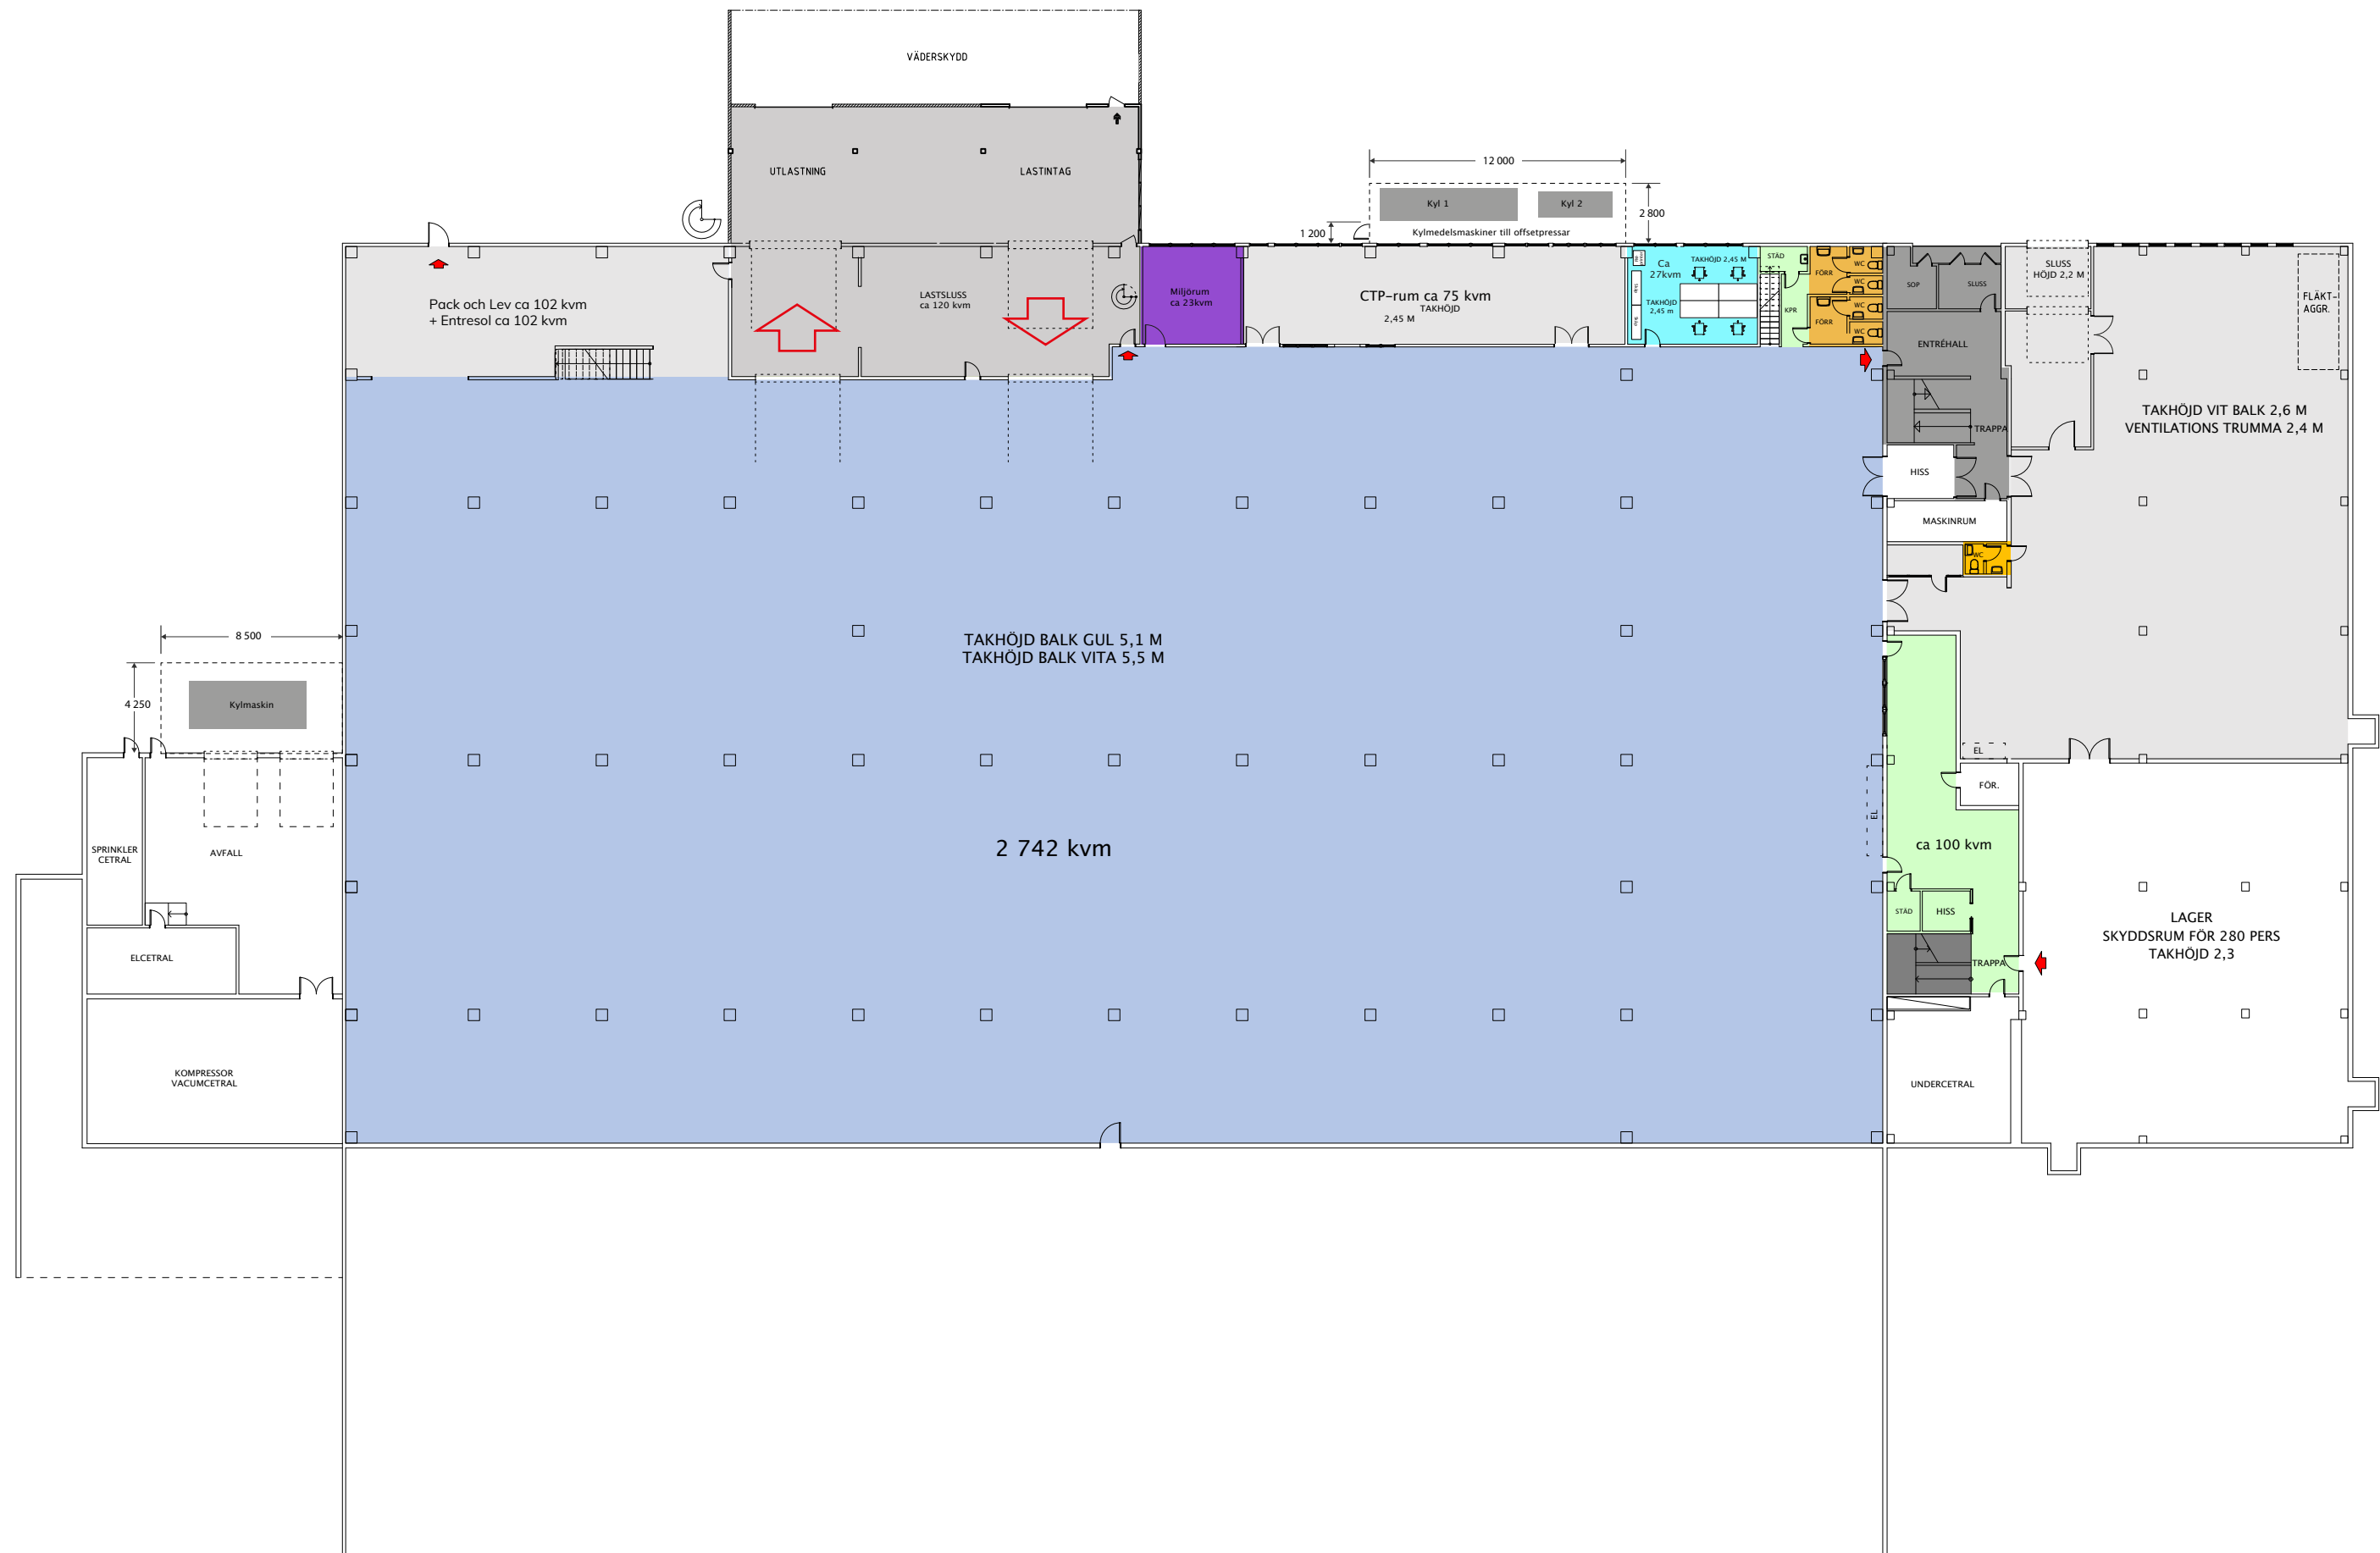 VÄDERSKYDD
UTLASTNING
LASTINTAG
12 000
2 800
1 200
Kyl 1
Kyl 2
Kylmedelsmaskiner till offsetpressar
Pack och Lev ca 102 kvm
+ Entresol ca 102 kvm
LASTSLUSS
ca 120 kvm
Miljörum
ca 23kvm
CTP-rum ca 75 kvm
TAKHÖJD
2,45 M
Ca
27kvm
TAKHÖJD 2,45 M
TAKHÖJD
2,45 m
STÄD
KPR
FÖRR
FÖRR
WC
WC
WC
WC
SOP
SLUSS
ENTRÉHALL
TRAPPA
HISS
MASKINRUM
WC
SLUSS
HÖJD 2,2 M
FLÄKT-
AGGR.
TAKHÖJD VIT BALK 2,6 M
VENTILATIONS TRUMMA 2,4 M
TAKHÖJD BALK GUL 5,1 M
TAKHÖJD BALK VITA 5,5 M
2 742 kvm
8 500
4 250
Kylmaskin
SPRINKLER
CETRAL
AVFALL
ELCETRAL
KOMPRESSOR
VACUMCETRAL
EL
EL
FÖR.
ca 100 kvm
STÄD
HISS
TRAPPA
UNDERCETRAL
LAGER
SKYDDSRUM FÖR 280 PERS
TAKHÖJD 2,3